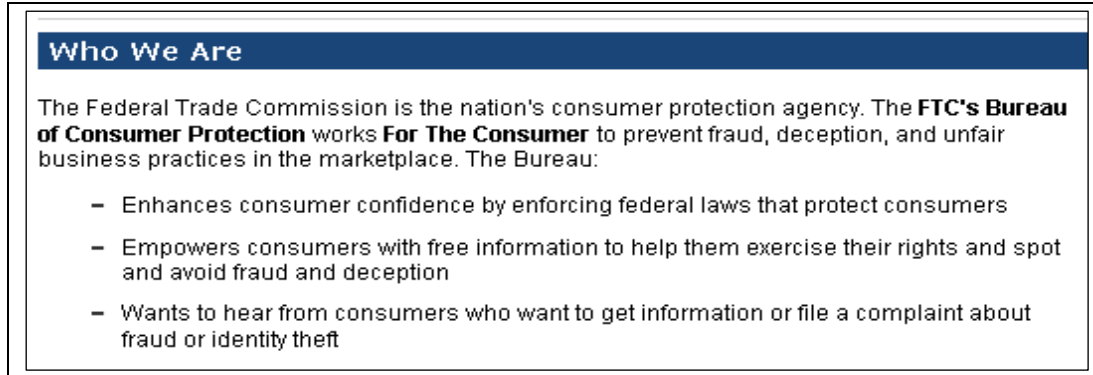 Who We Are
The Federal Trade Commission is the nation's consumer protection agency. The FTC's Bureau
of Consumer Protection works For The Consumer to prevent fraud, deception, and unfair
business practices in the marketplace. The Bureau:
– Enhances consumer confidence by enforcing federal laws that protect consumers
– Empowers consumers with free information to help them exercise their rights and spot
and avoid fraud and deception
– Wants to hear from consumers who want to get information or file a complaint about
fraud or identity theft